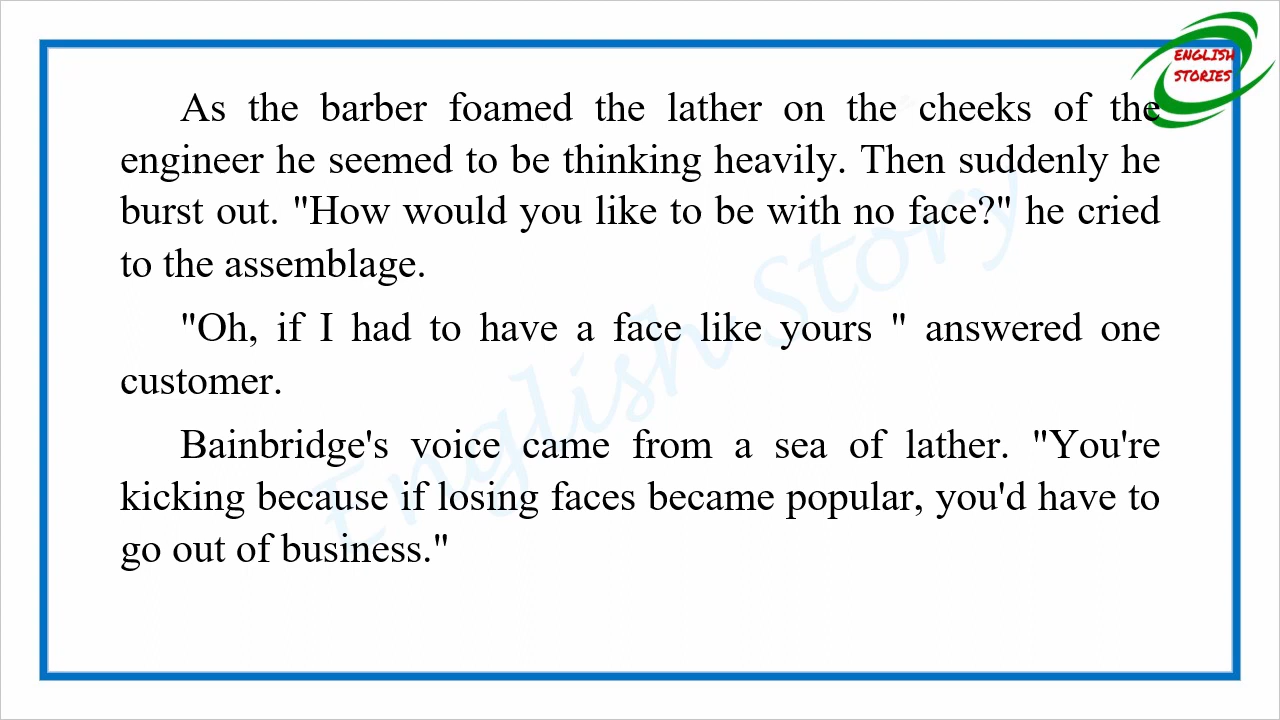 ENGLISH
STORIES
As the barber foamed the lather on the cheeks of the
engineer he seemed to be thinking heavily. Then suddenly he
burst out. "How would you like to be with no face?" he cried
to the assemblage.
"Oh, if I had to have a face like yours " answered one
customer.
Bainbridge's voice came from a sea of lather. "You're
kicking because if losing faces became popular, you'd have to
go out of business."
English Story